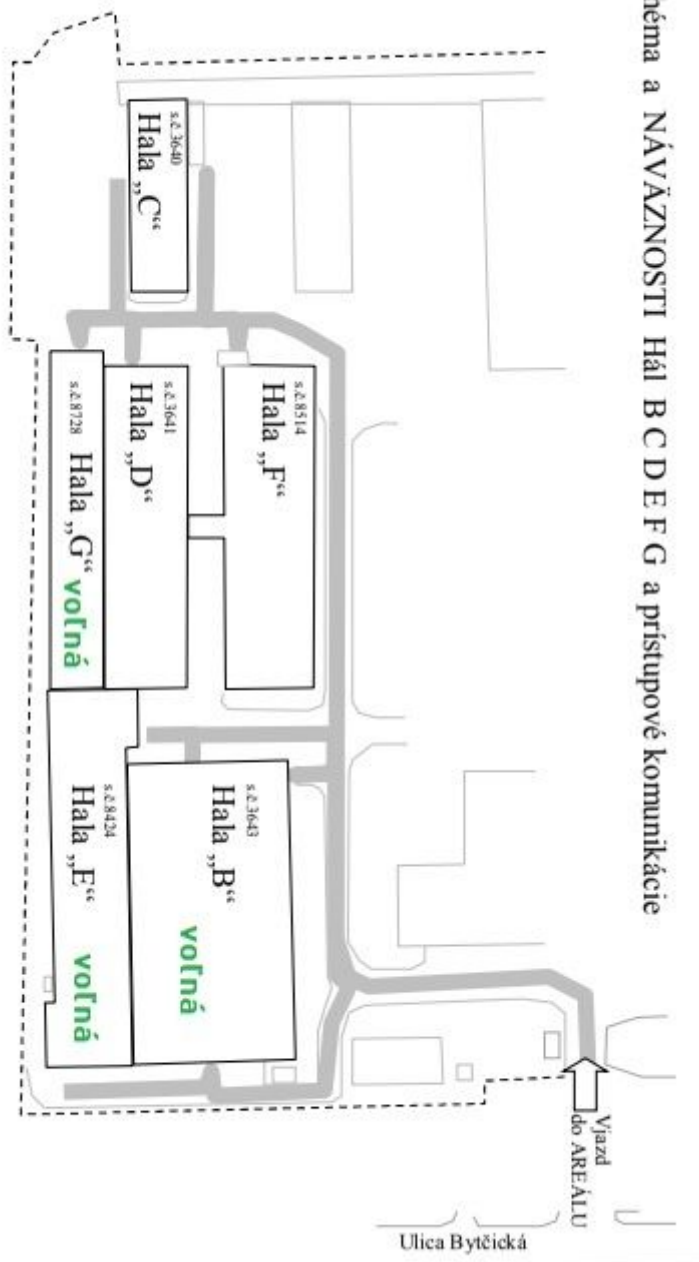 a NÁVÄZNOSTI Hál B C D E F G a prístupové komunikácie
s.č.3640
Hala „C“
s.č.8514
Hala „F“
s.č.3641
Hala „D“
s.č.8728 Hala „G“ voľná
s.č.3643
Hala „B“
voľná
s.č.8424
Hala „E“ voľná
Vjazd
do AREÁLU
Ulica Bytčická